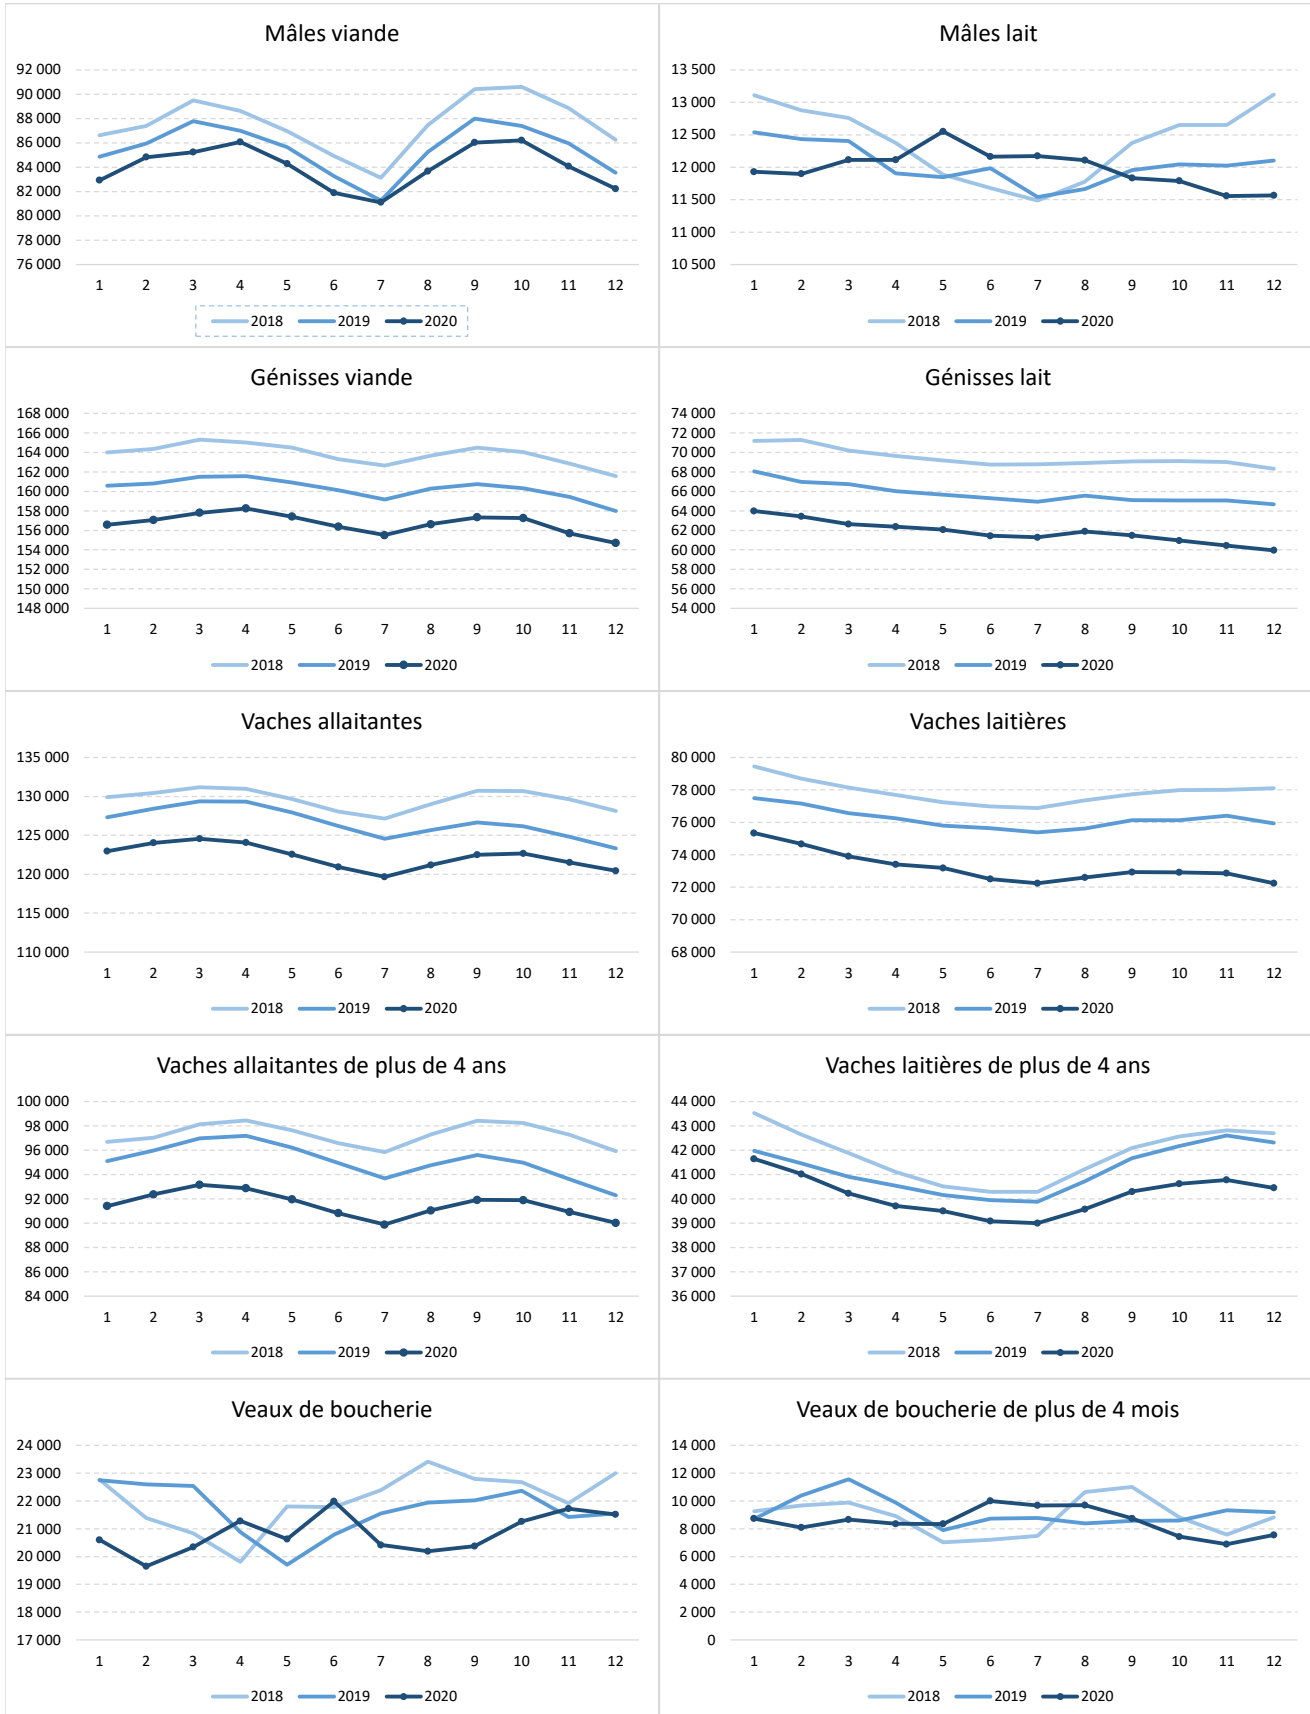 Mâles viande
92 000
90 000
88 000
86 000
84 000
82 000
80 000
78 000
76 000
1 2 3 4 5 6 7 8 9 10 11 12
2018 2019 2020
Mâles lait
13 500
13 000
12 500
12 000
11 500
11 000
10 500
1 2 3 4 5 6 7 8 9 10 11 12
2018 2019 2020
Génisses viande
168 000
166 000
164 000
162 000
160 000
158 000
156 000
154 000
152 000
150 000
148 000
1 2 3 4 5 6 7 8 9 10 11 12
2018 2019 2020
Génisses lait
74 000
72 000
70 000
68 000
66 000
64 000
62 000
60 000
58 000
56 000
54 000
1 2 3 4 5 6 7 8 9 10 11 12
2018 2019 2020
Vaches allaitantes
135 000
130 000
125 000
120 000
115 000
110 000
1 2 3 4 5 6 7 8 9 10 11 12
2018 2019 2020
Vaches laitières
80 000
78 000
76 000
74 000
72 000
70 000
68 000
1 2 3 4 5 6 7 8 9 10 11 12
2018 2019 2020
Vaches allaitantes de plus de 4 ans
100 000
98 000
96 000
94 000
92 000
90 000
88 000
86 000
84 000
1 2 3 4 5 6 7 8 9 10 11 12
2018 2019 2020
Vaches laitières de plus de 4 ans
44 000
43 000
42 000
41 000
40 000
39 000
38 000
37 000
36 000
1 2 3 4 5 6 7 8 9 10 11 12
2018 2019 2020
Veaux de boucherie
24 000
23 000
22 000
21 000
20 000
19 000
18 000
17 000
1 2 3 4 5 6 7 8 9 10 11 12
2018 2019 2020
Veaux de boucherie de plus de 4 mois
14 000
12 000
10 000
8 000
6 000
4 000
2 000
0
1 2 3 4 5 6 7 8 9 10 11 12
2018 2019 2020